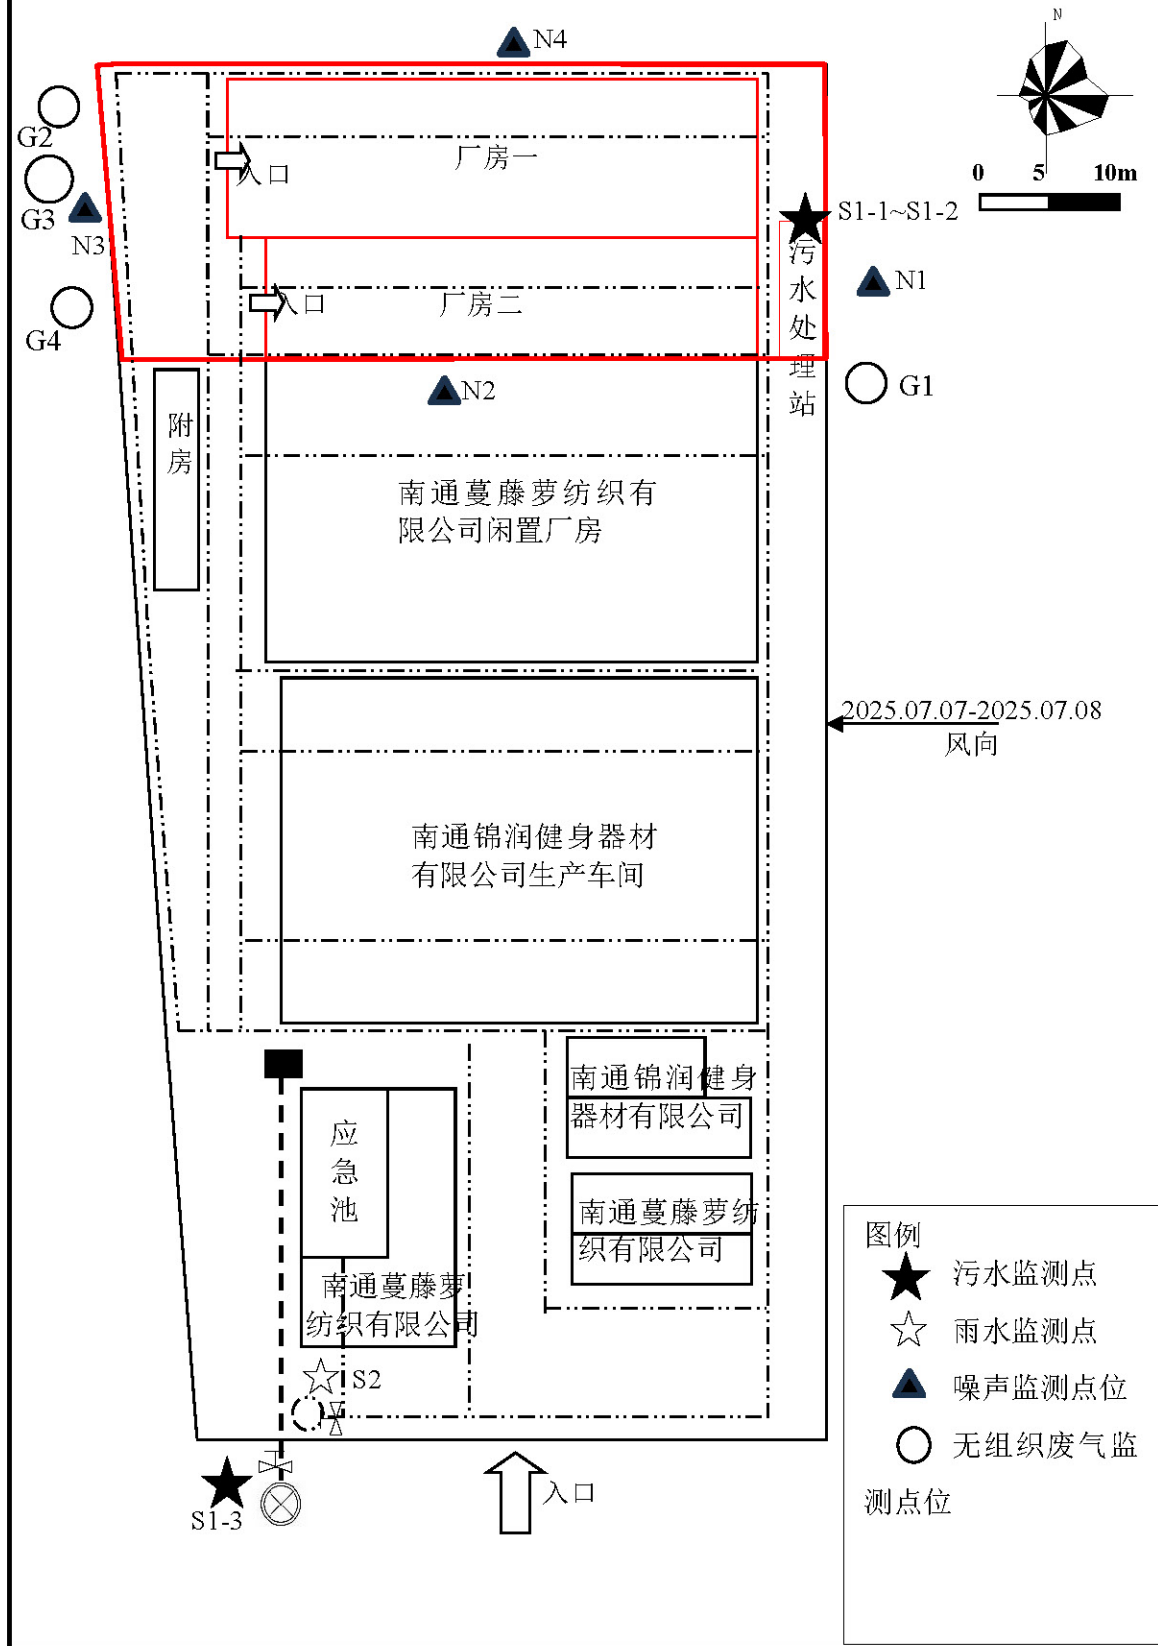 N
N4
G2
厂房一
入口
0 5 10m
G3
S1-1~S1-2
N3
污水处理站
N1
入口
厂房二
G4
N2
G1
附房
南通蔓藤萝纺织有
限公司闲置厂房
2025.07.07-2025.07.08
风向
南通锦润健身器材
有限公司生产车间
南通锦润健身
器材有限公司
应急池
南通蔓藤萝纺
织有限公司
南通蔓藤萝
纺织有限公司
S2
S1-3
入口
图例
污水监测点
雨水监测点
噪声监测点位
无组织废气监
测点位